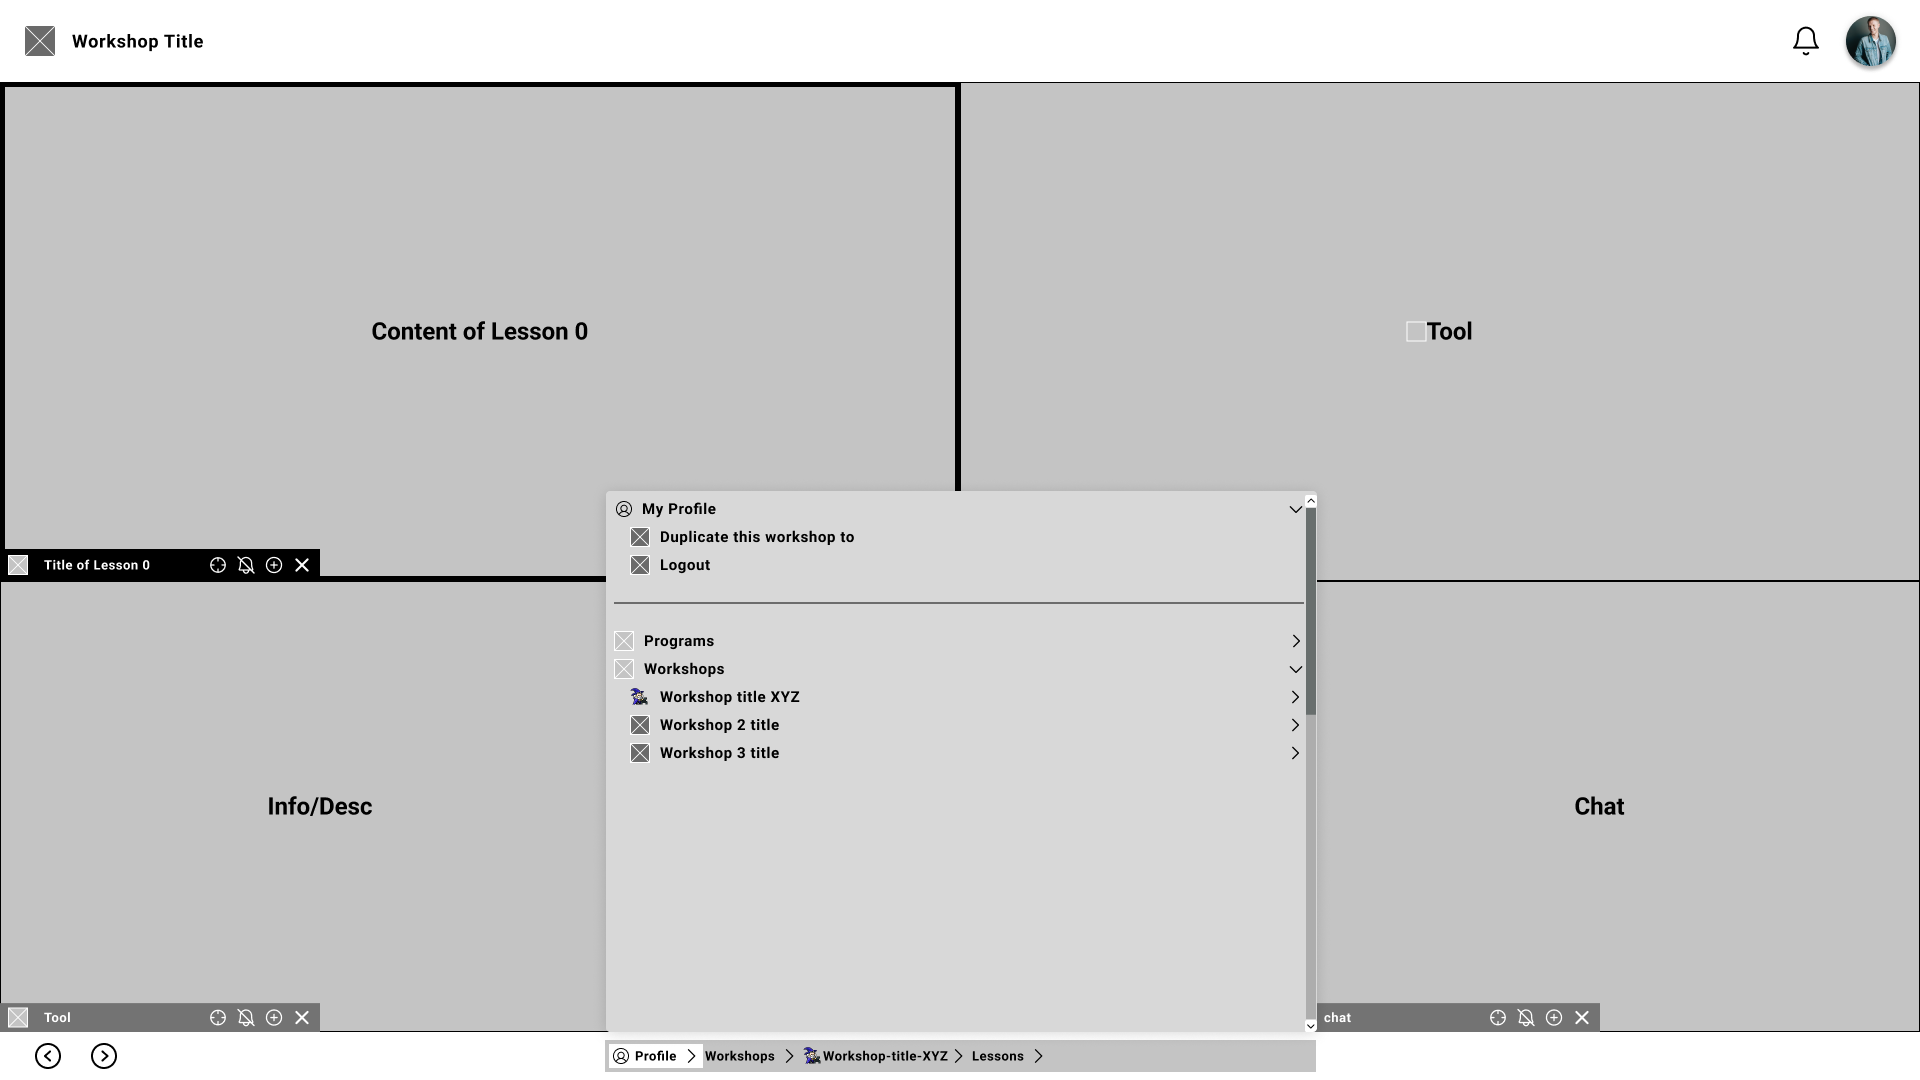 Workshop Title
Content of Lesson 0
Tool
Title of Lesson 0
My Profile
Duplicate this workshop to
Logout
Programs
Workshops
Workshop title XYZ
Workshop 2 title
Workshop 3 title
Info/Desc
Chat
Tool
chat
Profile Workshops Workshop-title-XYZ Lessons